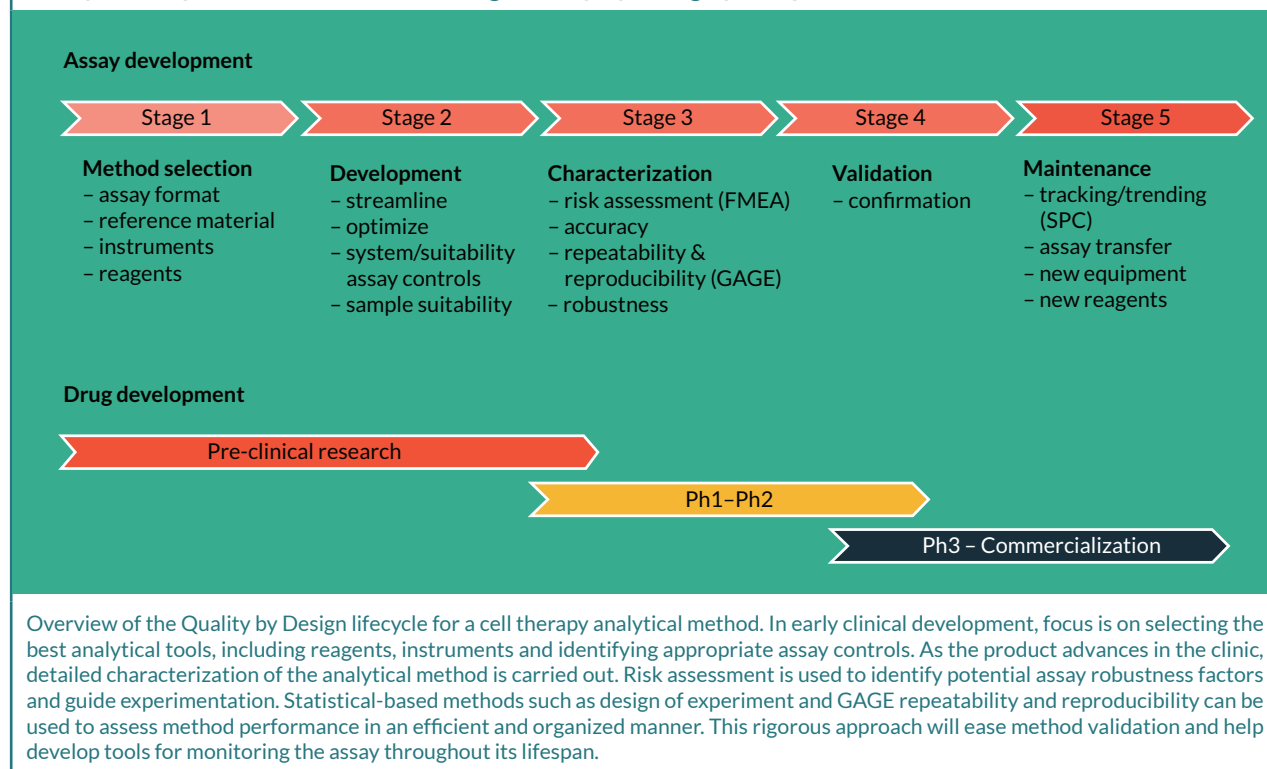 Assay development
Stage 1
Stage 2
Stage 3
Stage 4
Stage 5
Method selection
– assay format
– reference material
– instruments
– reagents
Development
– streamline
– optimize
– system/suitability
assay controls
– sample suitability
Characterization
– risk assessment (FMEA)
– accuracy
– repeatability &
reproducibility (GAGE)
– robustness
Validation
– confirmation
Maintenance
– tracking/trending
(SPC)
– assay transfer
– new equipment
– new reagents
Drug development
Pre-clinical research
Ph1–Ph2
Ph3 – Commercialization
Overview of the Quality by Design lifecycle for a cell therapy analytical method. In early clinical development, focus is on selecting the
best analytical tools, including reagents, instruments and identifying appropriate assay controls. As the product advances in the clinic,
detailed characterization of the analytical method is carried out. Risk assessment is used to identify potential assay robustness factors
and guide experimentation. Statistical-based methods such as design of experiment and GAGE repeatability and reproducibility can be
used to assess method performance in an efficient and organized manner. This rigorous approach will ease method validation and help
develop tools for monitoring the assay throughout its lifespan.